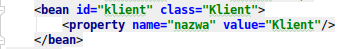 <bean id="klient" class="Klient">
<property name="nazwa" value="Klient"/>
</bean>